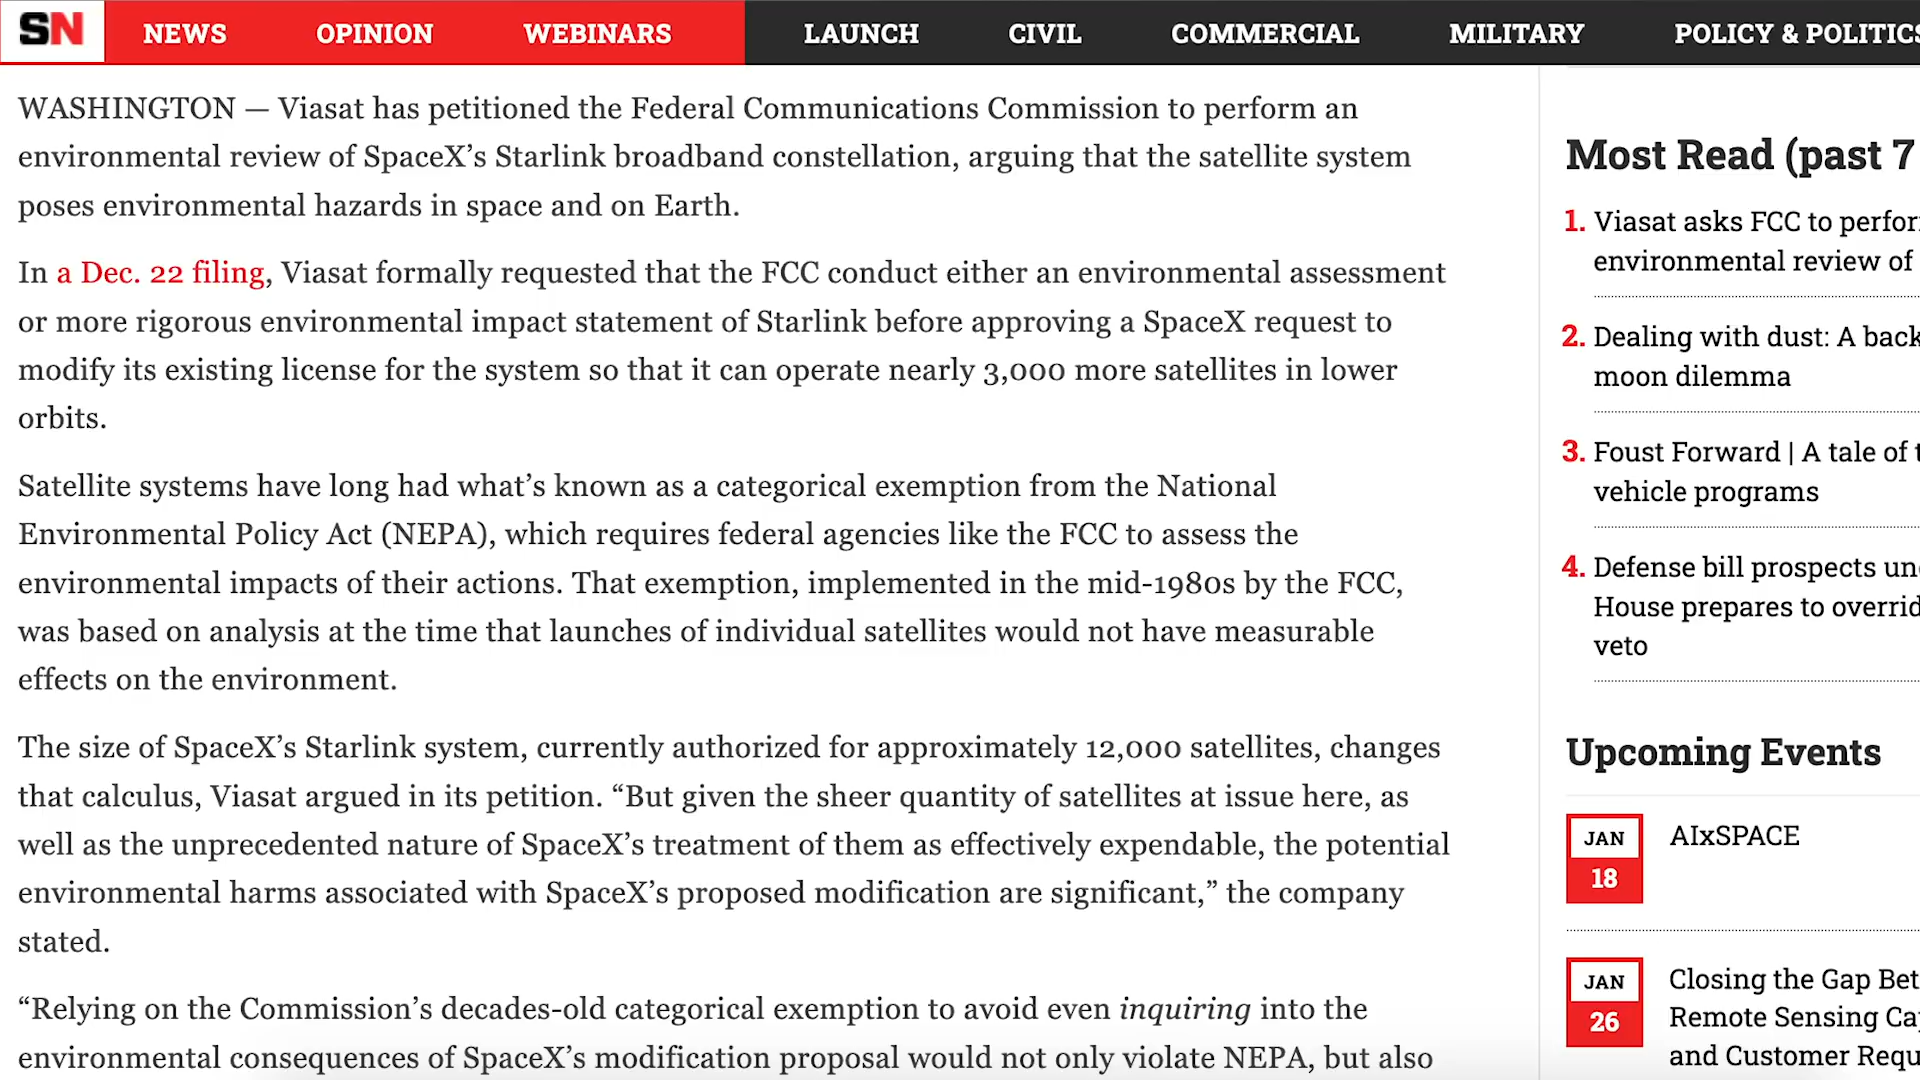 SN NEWS OPINION WEBINARS LAUNCH CIVIL COMMERCIAL MILITARY POLICY & POLITICS
WASHINGTON — Viasat has petitioned the Federal Communications Commission to perform an
environmental review of SpaceX’s Starlink broadband constellation, arguing that the satellite system
poses environmental hazards in space and on Earth.
In a Dec. 22 filing, Viasat formally requested that the FCC conduct either an environmental assessment
or more rigorous environmental impact statement of Starlink before approving a SpaceX request to
modify its existing license for the system so that it can operate nearly 3,000 more satellites in lower
orbits.
Satellite systems have long had what’s known as a categorical exemption from the National
Environmental Policy Act (NEPA), which requires federal agencies like the FCC to assess the
environmental impacts of their actions. That exemption, implemented in the mid-1980s by the FCC,
was based on analysis at the time that launches of individual satellites would not have measurable
effects on the environment.
The size of SpaceX’s Starlink system, currently authorized for approximately 12,000 satellites, changes
that calculus, Viasat argued in its petition. “But given the sheer quantity of satellites at issue here, as
well as the unprecedented nature of SpaceX’s treatment of them as effectively expendable, the potential
environmental harms associated with SpaceX’s proposed modification are significant,” the company
stated.
“Relying on the Commission’s decades-old categorical exemption to avoid even inquiring into the
environmental consequences of SpaceX’s modification proposal would not only violate NEPA, but also
Most Read (past 7
1. Viasat asks FCC to perfor
environmental review of
2. Dealing with dust: A back
moon dilemma
3. Foust Forward | A tale of t
vehicle programs
4. Defense bill prospects un
House prepares to overrid
veto
Upcoming Events
JAN
18
AIxSPACE
JAN
26
Closing the Gap Bet
Remote Sensing Ca
and Customer Requ